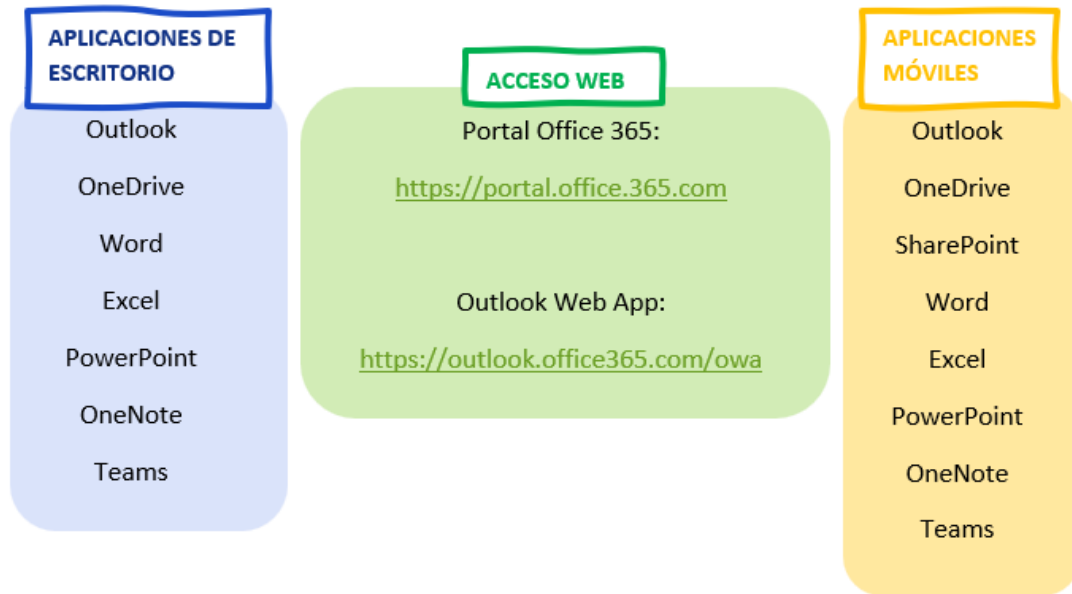 APLICACIONES DE
ESCRITORIO
Outlook
OneDrive
Word
Excel
PowerPoint
OneNote
Teams
ACCESO WEB
Portal Office 365:
https://portal.office.365.com
Outlook Web App:
https://outlook.office365.com/owa
APLICACIONES
MÓVILES
Outlook
OneDrive
SharePoint
Word
Excel
PowerPoint
OneNote
Teams